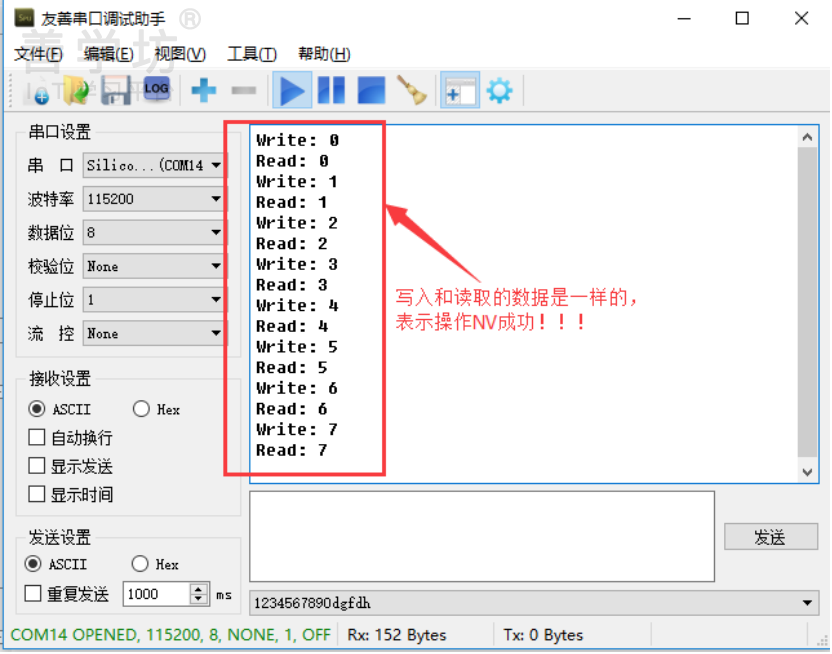 友善串口调试助手
善学坊®
文件(F) 编辑(E) 视图(V) 工具(T) 帮助(H)
LOG
串口设置
串 口 Silico...(COM14
波特率 115200
数据位 8
校验位 None
停止位 1
流 控 None
接收设置
ASCII Hex
自动换行
显示发送
显示时间
发送设置
ASCII Hex
重复发送 1000 ms
Write: 0
Read: 0
Write: 1
Read: 1
Write: 2
Read: 2
Write: 3
Read: 3
Write: 4
Read: 4
Write: 5
Read: 5
Write: 6
Read: 6
Write: 7
Read: 7
写入和读取的数据是一样的，
表示操作NV成功！！！
发送
1234567890dgfdh
COM14 OPENED, 115200, 8, NONE, 1, OFF Rx: 152 Bytes Tx: 0 Bytes